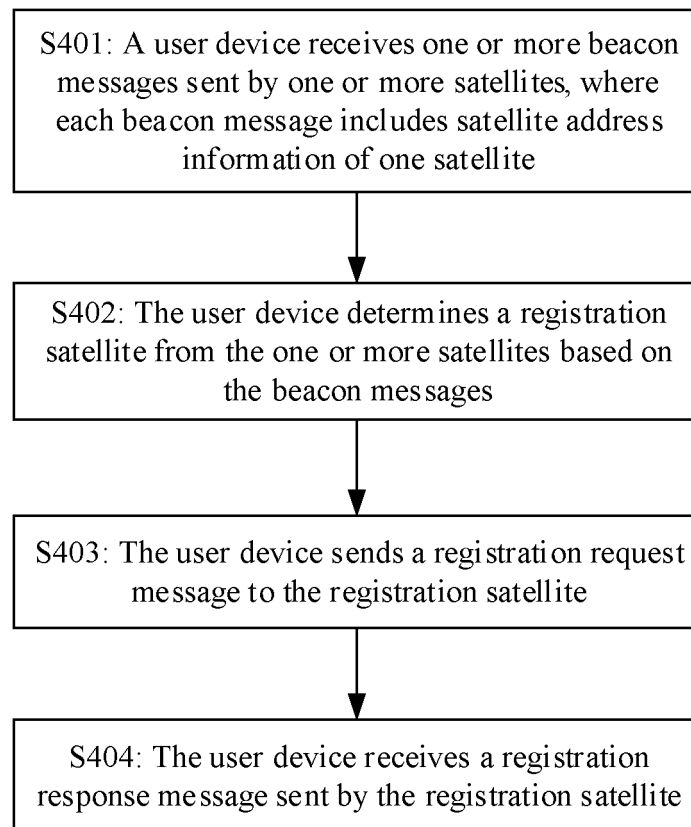 S401: A user device receives one or more beacon
messages sent by one or more satellites, where
each beacon message includes satellite address
information of one satellite
S402: The user device determines a registration
satellite from the one or more satellites based on
the beacon messages
S403: The user device sends a registration request
message to the registration satellite
S404: The user device receives a registration
response message sent by the registration satellite